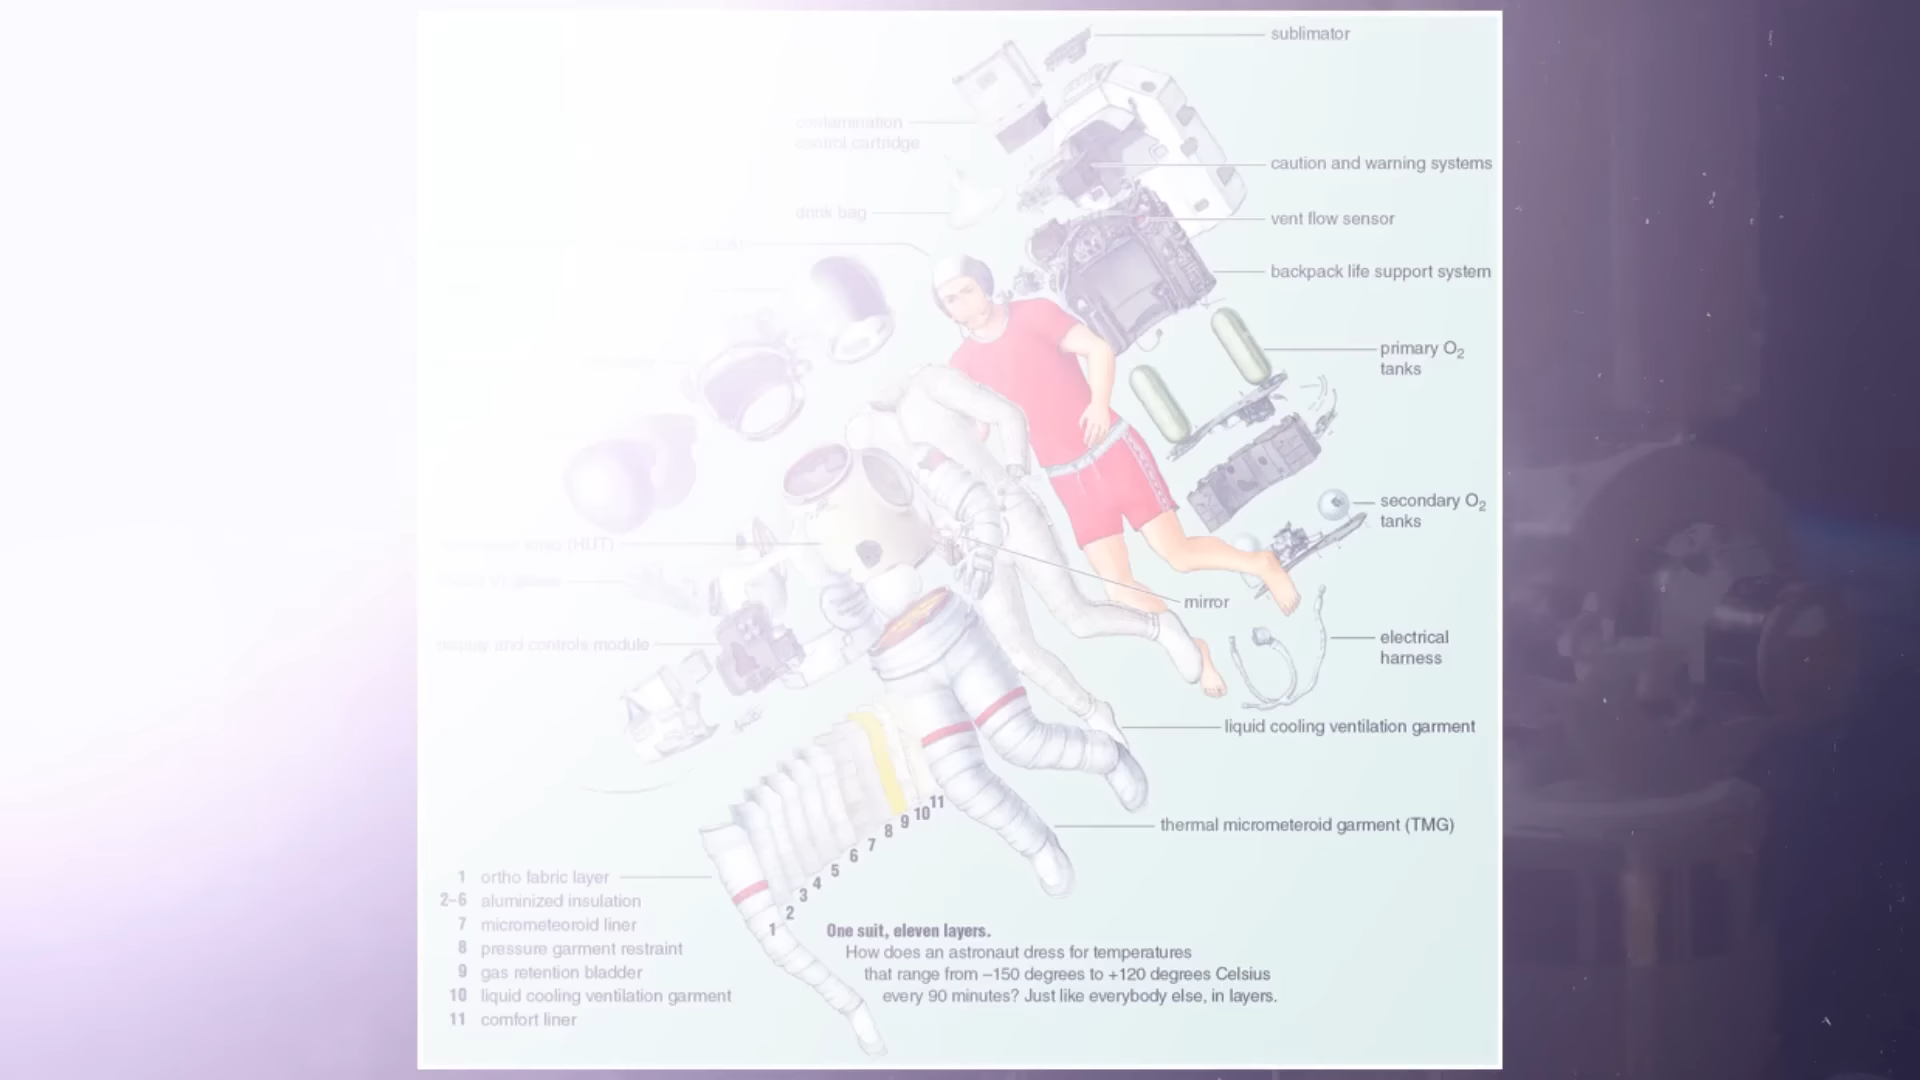 sublimator
contamination
control cartridge
caution and warning systems
drink bag
vent flow sensor
backpack life support system
primary O2
tanks
secondary O2
tanks
(HUT)
mirror
display and controls module
electrical
harness
liquid cooling ventilation garment
thermal micrometeroid garment (TMG)
1 ortho fabric layer
2–6 aluminized insulation
7 micrometeoroid liner
8 pressure garment restraint
9 gas retention bladder
10 liquid cooling ventilation garment
11 comfort liner
1
2
3
4
5
6
7
8
9
10
11
One suit, eleven layers.
How does an astronaut dress for temperatures
that range from –150 degrees to +120 degrees Celsius
every 90 minutes? Just like everybody else, in layers.